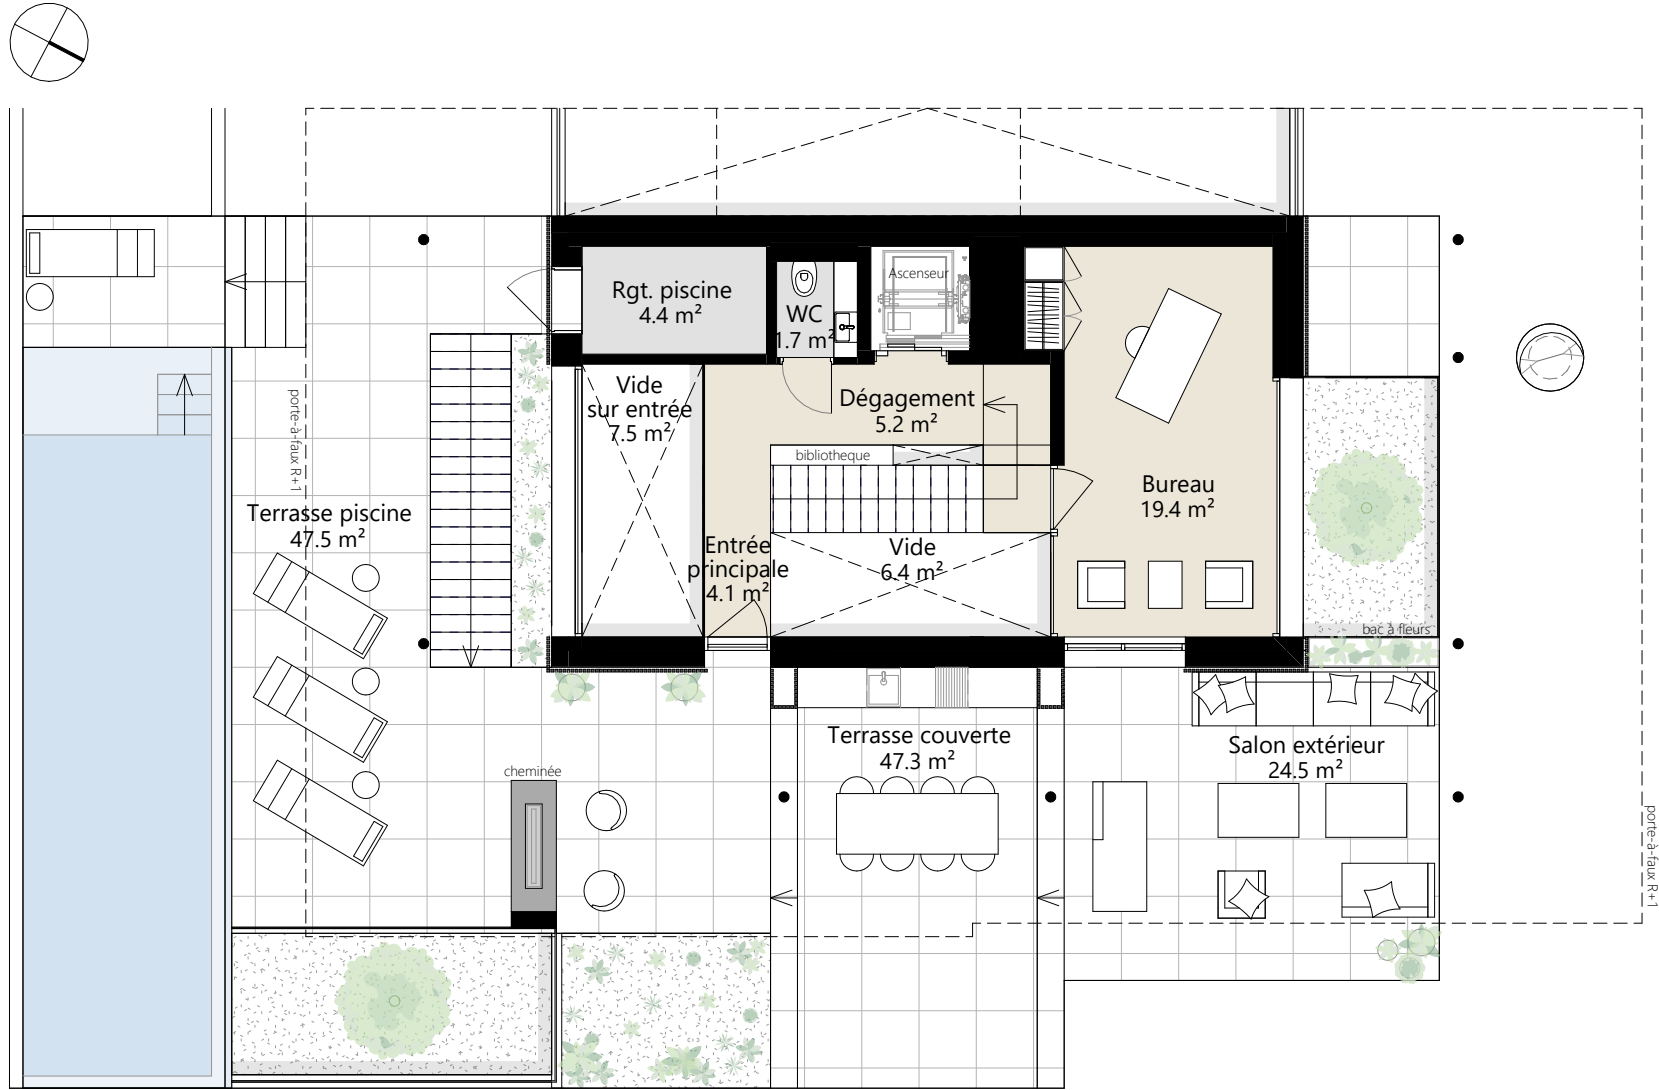 Rgt. piscine
4.4 m²
WC
1.7 m²
Ascenseur
Vide
sur entrée
7.5 m²
Dégagement
5.2 m²
bibliotheque
Bureau
19.4 m²
porte-à-faux R+1
Terrasse piscine
47.5 m²
Entrée
principale
4.1 m²
Vide
6.4 m²
bac à fleurs
Terrasse couverte
47.3 m²
Salon extérieur
24.5 m²
cheminée
porte-à-faux R+1